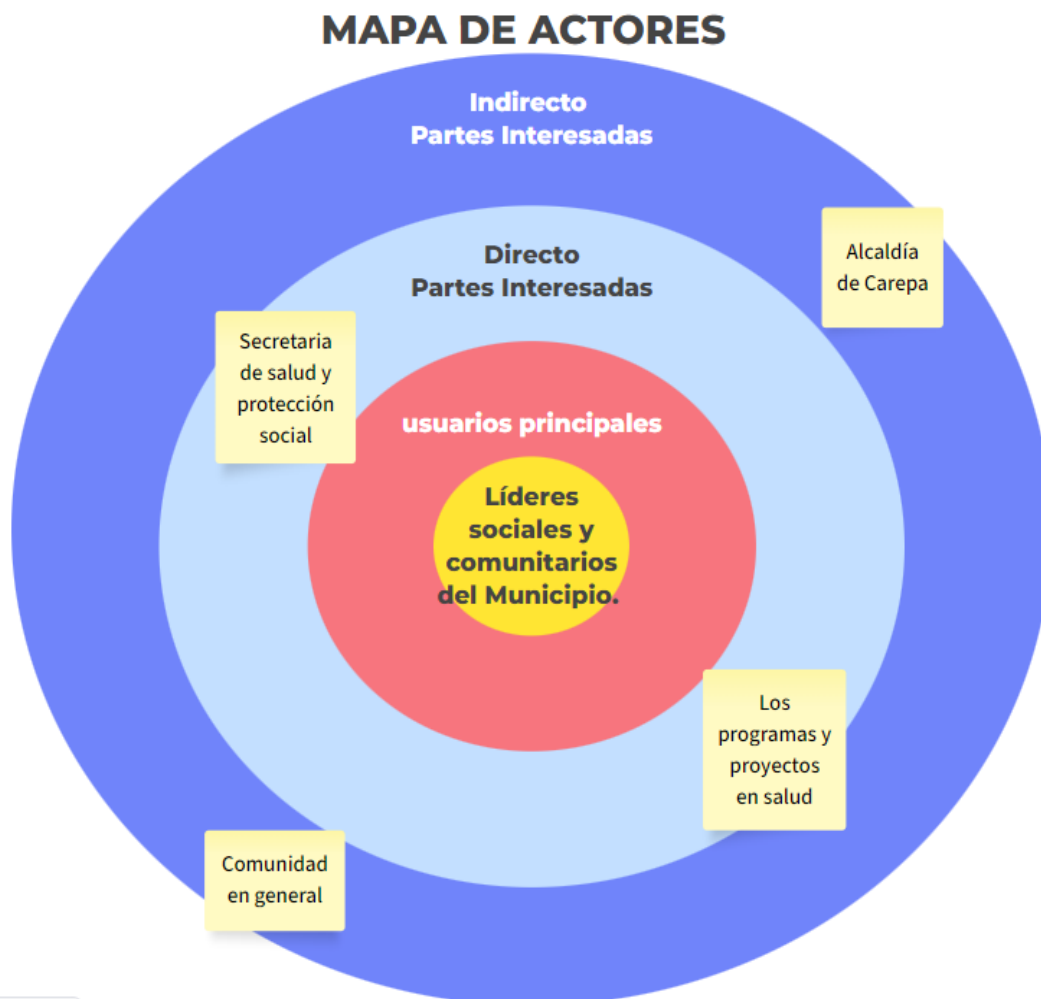 MAPA DE ACTORES
Indirecto
Partes Interesadas
Alcaldía
de Carepa
Directo
Partes Interesadas
Secretaria
de salud y
protección
social
usuarios principales
Líderes
sociales y
comunitarios
del Municipio.
Los
programas y
proyectos
en salud
Comunidad
en general